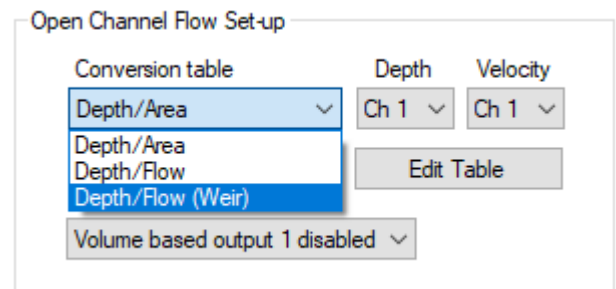 Open Channel Flow Set-up
Conversion table Depth Velocity
Depth/Area Ch 1 Ch 1
Depth/Area
Depth/Flow Edit Table
Depth/Flow (Weir)
Volume based output 1 disabled